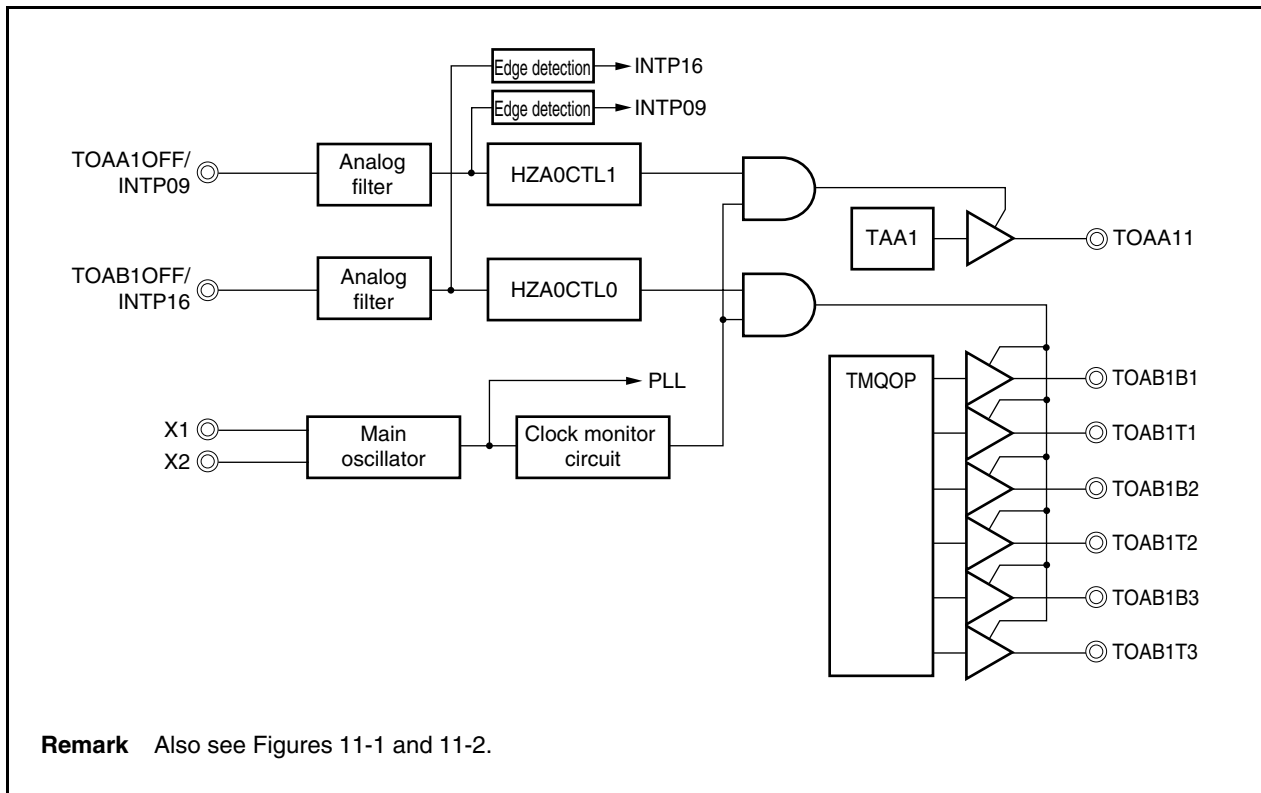 Edge detection
INTP16
Edge detection
INTP09
TOAA1OFF/
INTP09
Analog
filter
HZA0CTL1
TAA1
TOAA11
TOAB1OFF/
INTP16
Analog
filter
HZA0CTL0
PLL
X1
X2
Main
oscillator
Clock monitor
circuit
TMQOP
TOAB1B1
TOAB1T1
TOAB1B2
TOAB1T2
TOAB1B3
TOAB1T3
Remark Also see Figures 11-1 and 11-2.